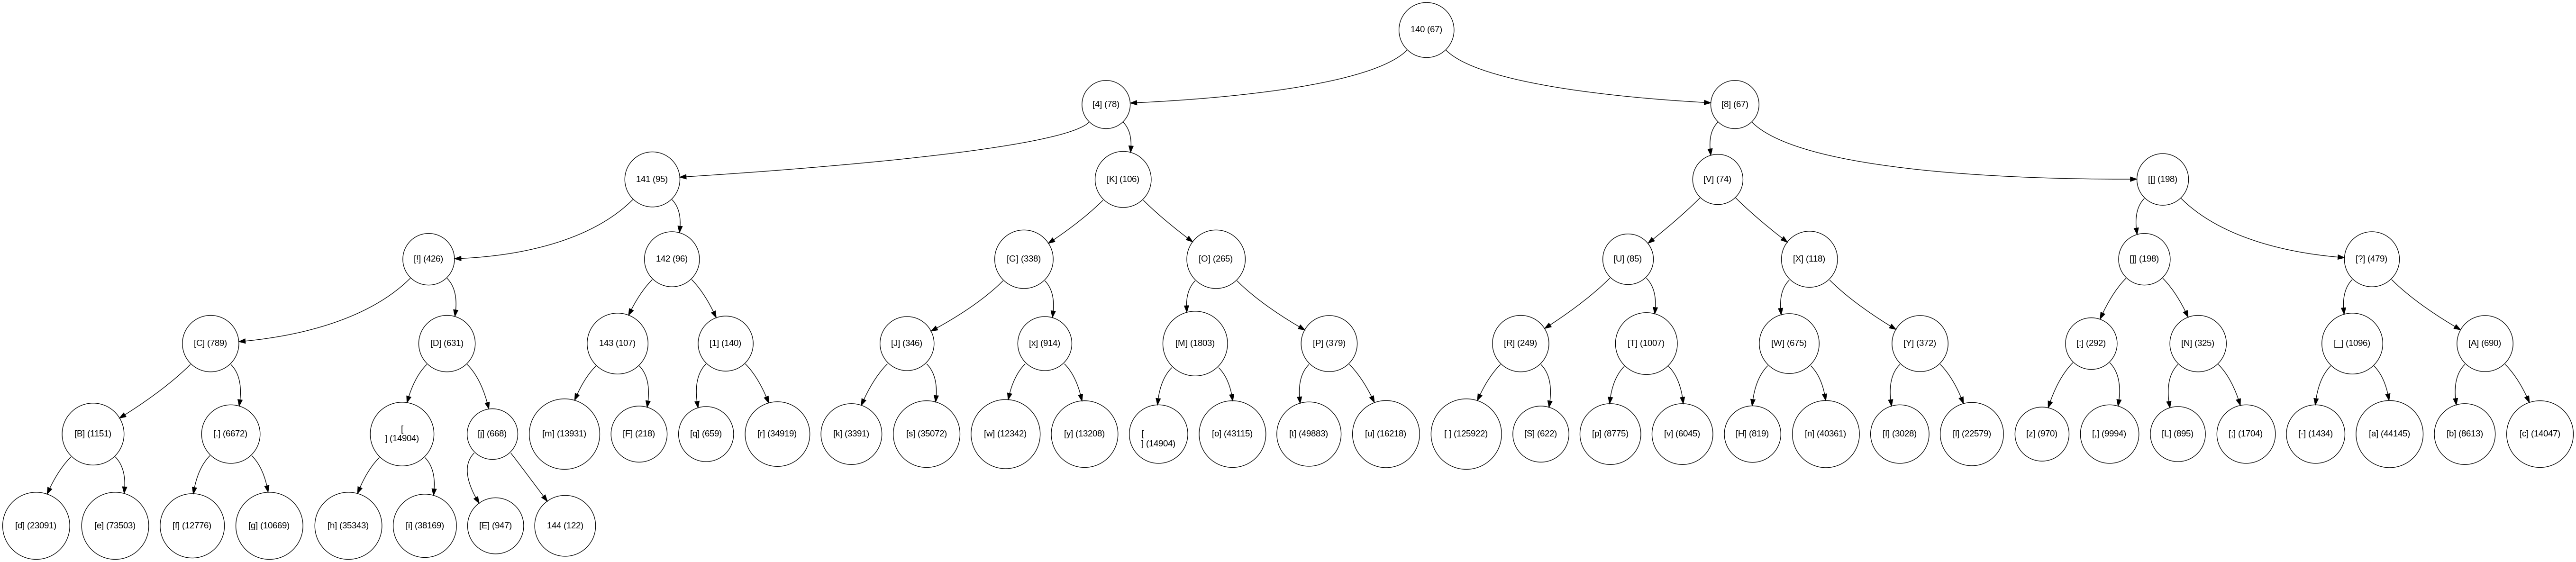 140 (67)
[4] (78)
[8] (67)
141 (95)
[K] (106)
[V] (74)
[[] (198)
[!] (426)
142 (96)
[G] (338)
[O] (265)
[U] (85)
[X] (118)
[]] (198)
[?] (479)
[C] (789)
[D] (631)
143 (107)
[1] (140)
[J] (346)
[x] (914)
[M] (1803)
[P] (379)
[R] (249)
[T] (1007)
[W] (675)
[Y] (372)
[:] (292)
[N] (325)
[_] (1096)
[A] (690)
[B] (1151)
[.] (6672)
[
] (14904)
[j] (668)
[m] (13931)
[F] (218)
[q] (659)
[r] (34919)
[k] (3391)
[s] (35072)
[w] (12342)
[y] (13208)
[
] (14904)
[o] (43115)
[t] (49883)
[u] (16218)
[ ] (125922)
[S] (622)
[p] (8775)
[v] (6045)
[H] (819)
[n] (40361)
[I] (3028)
[l] (22579)
[z] (970)
[,] (9994)
[L] (895)
[;] (1704)
[-] (1434)
[a] (44145)
[b] (8613)
[c] (14047)
[d] (23091)
[e] (73503)
[f] (12776)
[g] (10669)
[h] (35343)
[i] (38169)
[E] (947)
144 (122)